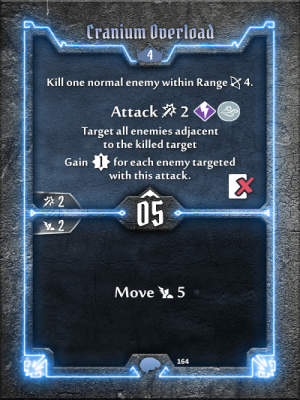 Cranium Overload
4
Kill one normal enemy within Range 4.
Attack 2
Target all enemies adjacent
to the killed target
Gain 1 for each enemy targeted
with this attack.
2
05
2
Move 5
164